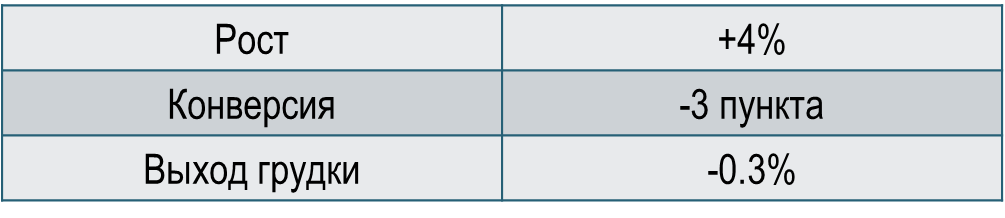 Рост +4%
Конверсия -3 пункта
Выход грудки -0.3%